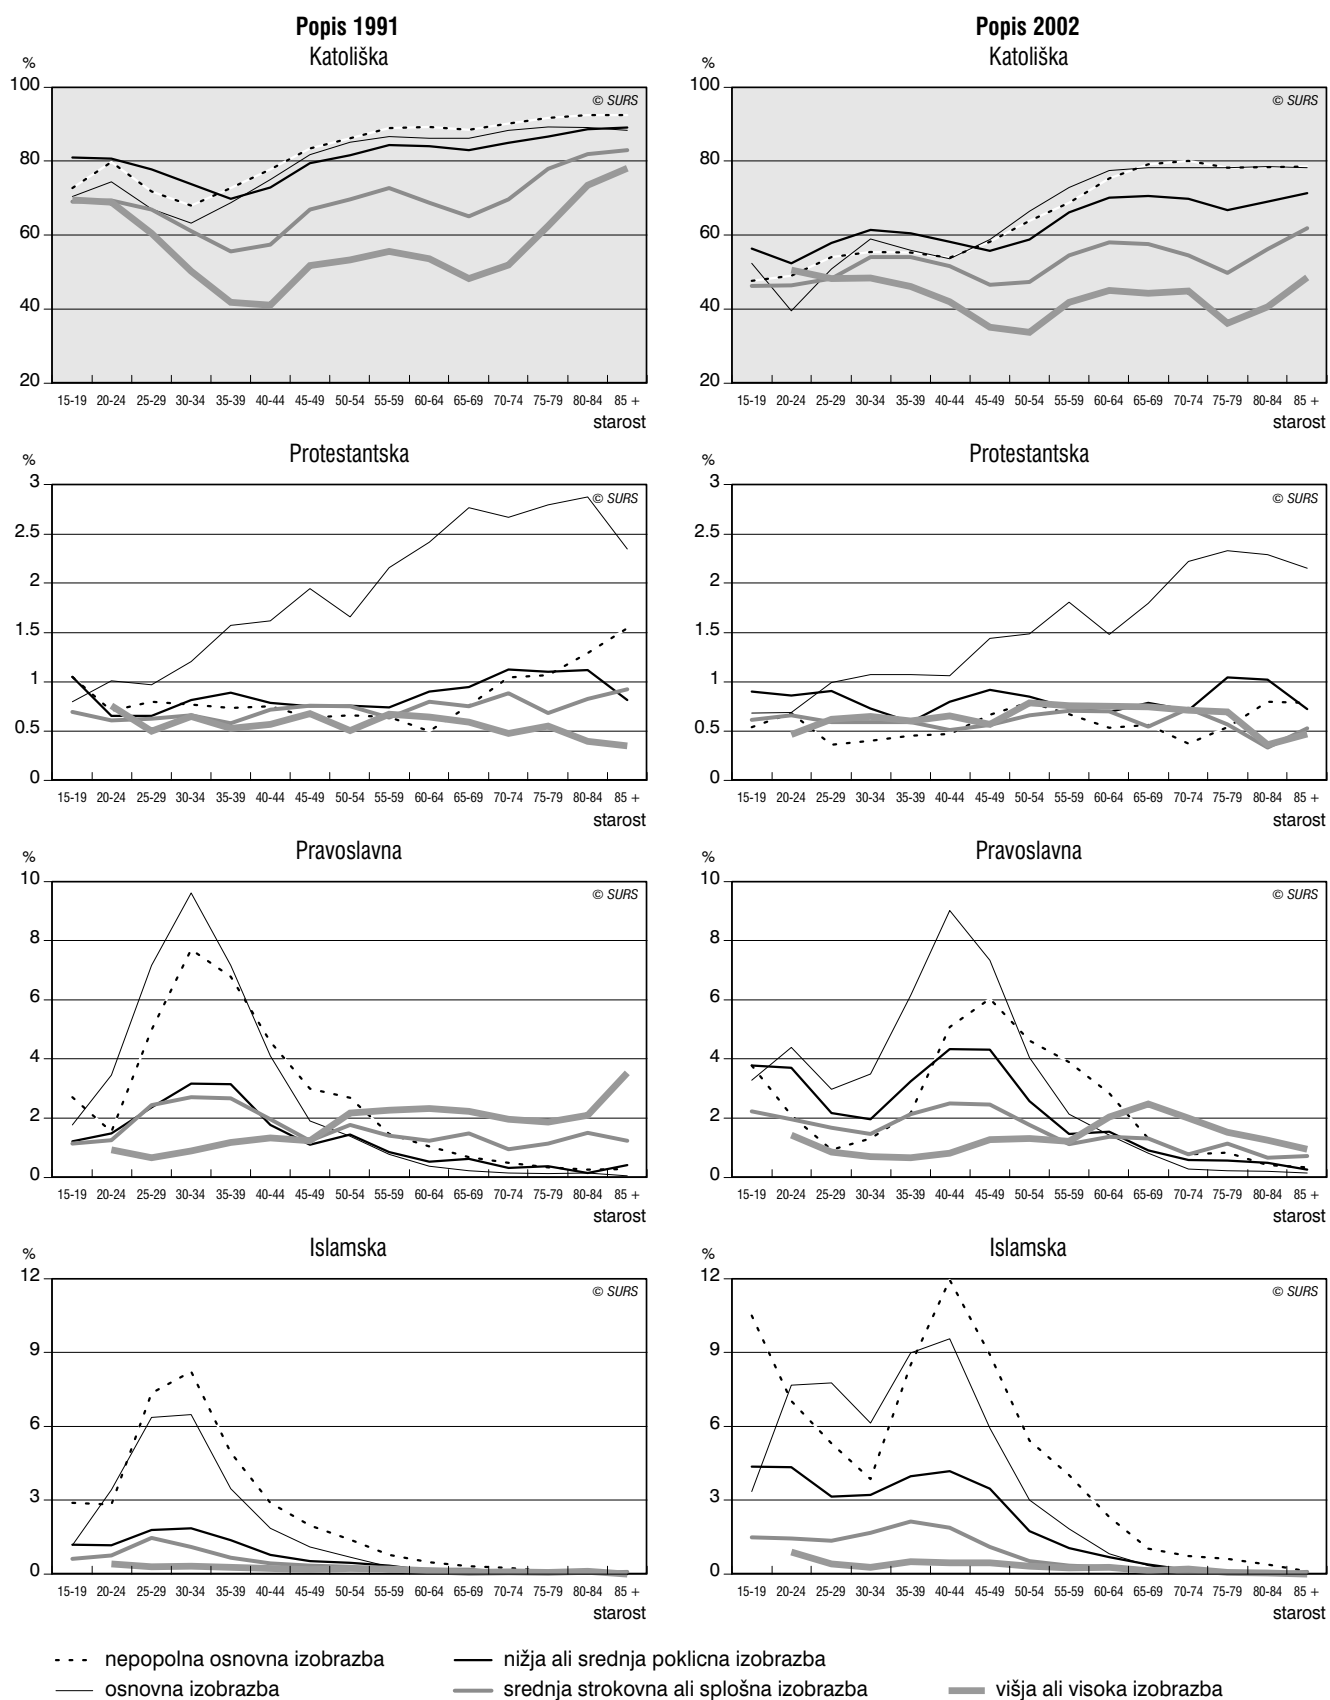 Popis 1991
Katoliška
%
100
80
60
40
20
© SURS
15-19 20-24 25-29 30-34 35-39 40-44 45-49 50-54 55-59 60-64 65-69 70-74 75-79 80-84 85 +
starost
Popis 2002
Katoliška
%
100
80
60
40
20
© SURS
15-19 20-24 25-29 30-34 35-39 40-44 45-49 50-54 55-59 60-64 65-69 70-74 75-79 80-84 85 +
starost
Protestantska
%
3
2.5
2
1.5
1
0.5
0
© SURS
15-19 20-24 25-29 30-34 35-39 40-44 45-49 50-54 55-59 60-64 65-69 70-74 75-79 80-84 85 +
starost
Protestantska
%
3
2.5
2
1.5
1
0.5
0
© SURS
15-19 20-24 25-29 30-34 35-39 40-44 45-49 50-54 55-59 60-64 65-69 70-74 75-79 80-84 85 +
starost
Pravoslavna
%
10
8
6
4
2
0
© SURS
15-19 20-24 25-29 30-34 35-39 40-44 45-49 50-54 55-59 60-64 65-69 70-74 75-79 80-84 85 +
starost
Pravoslavna
%
10
8
6
4
2
0
© SURS
15-19 20-24 25-29 30-34 35-39 40-44 45-49 50-54 55-59 60-64 65-69 70-74 75-79 80-84 85 +
starost
Islamska
%
12
9
6
3
0
© SURS
15-19 20-24 25-29 30-34 35-39 40-44 45-49 50-54 55-59 60-64 65-69 70-74 75-79 80-84 85 +
starost
Islamska
%
12
9
6
3
0
© SURS
15-19 20-24 25-29 30-34 35-39 40-44 45-49 50-54 55-59 60-64 65-69 70-74 75-79 80-84 85 +
starost
nepopolna osnovna izobrazba
nižja ali srednja poklicna izobrazba
osnovna izobrazba
srednja strokovna ali splošna izobrazba
višja ali visoka izobrazba